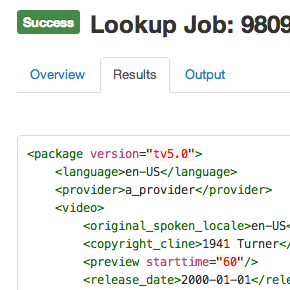 Success Lookup Job: 9809
Overview Results Output
<package version="tv5.0">
<language>en-US</language>
<provider>a_provider</provider>
<video>
<original_spoken_locale>en-US
<copyright_cline>1941 Turner</
<preview starttime="60"/>
<release_date>2000-01-01</rele